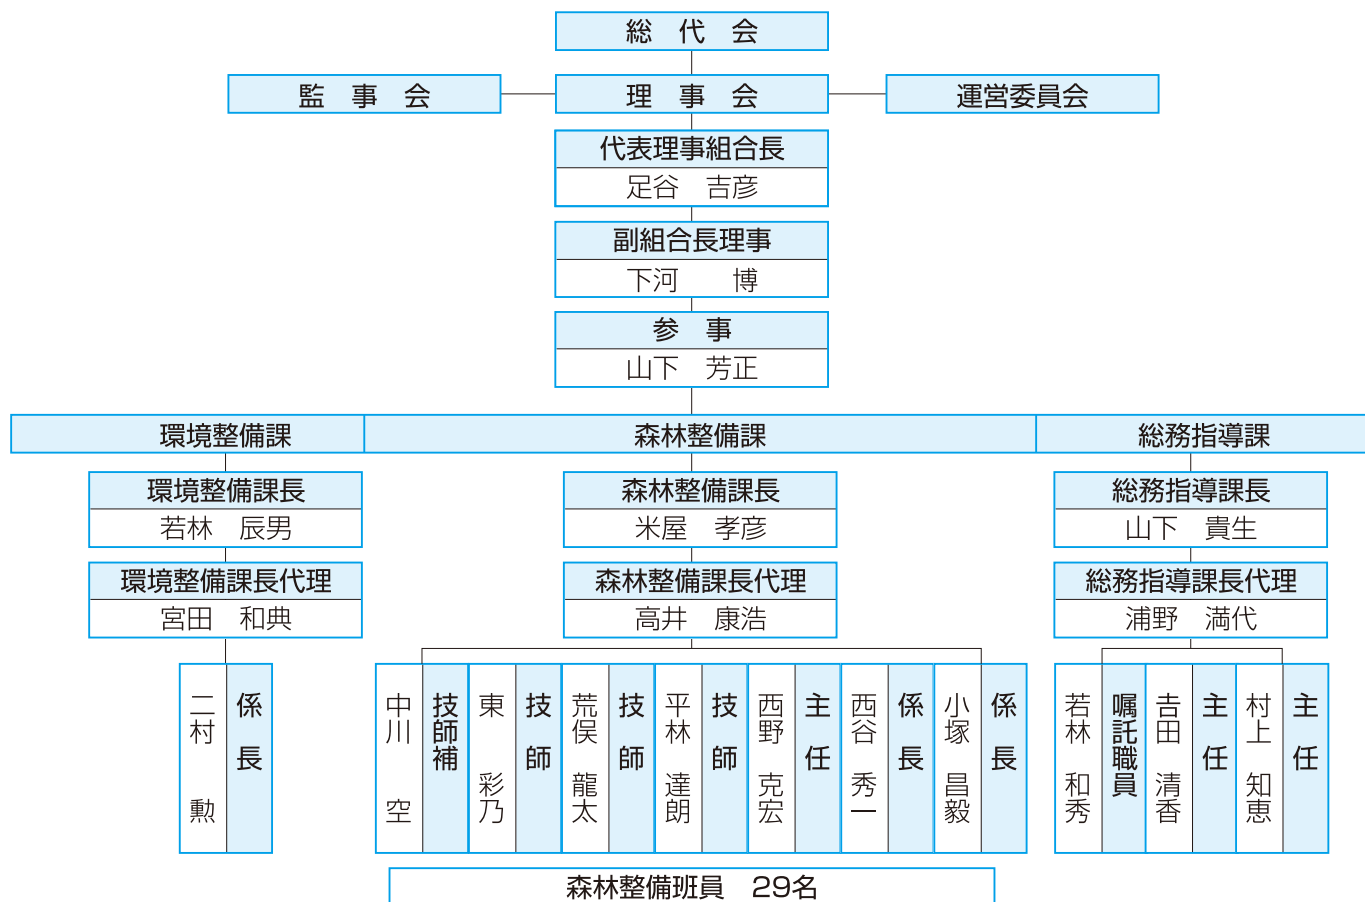 総　代　会
監　事　会
理　事　会
運営委員会
代表理事組合長
足谷　吉彦
副組合長理事
下河　　博
参　事
山下　芳正
環境整備課
森林整備課
総務指導課
環境整備課長
若林　辰男
森林整備課長
米屋　孝彦
総務指導課長
山下　貴生
環境整備課長代理
宮田　和典
森林整備課長代理
高井　康浩
総務指導課長代理
浦野　満代
係　長
二村　　勲
係　長
小塚　昌毅
係　長
西谷　秀一
主　任
西野　克宏
技　師
平林　達朗
技　師
荒俣　龍太
技　師
東　　彩乃
技師補
中川　　空
主　任
村上　知恵
主　任
𠮷田　清香
嘱託職員
若林　和秀
森林整備班員　29名